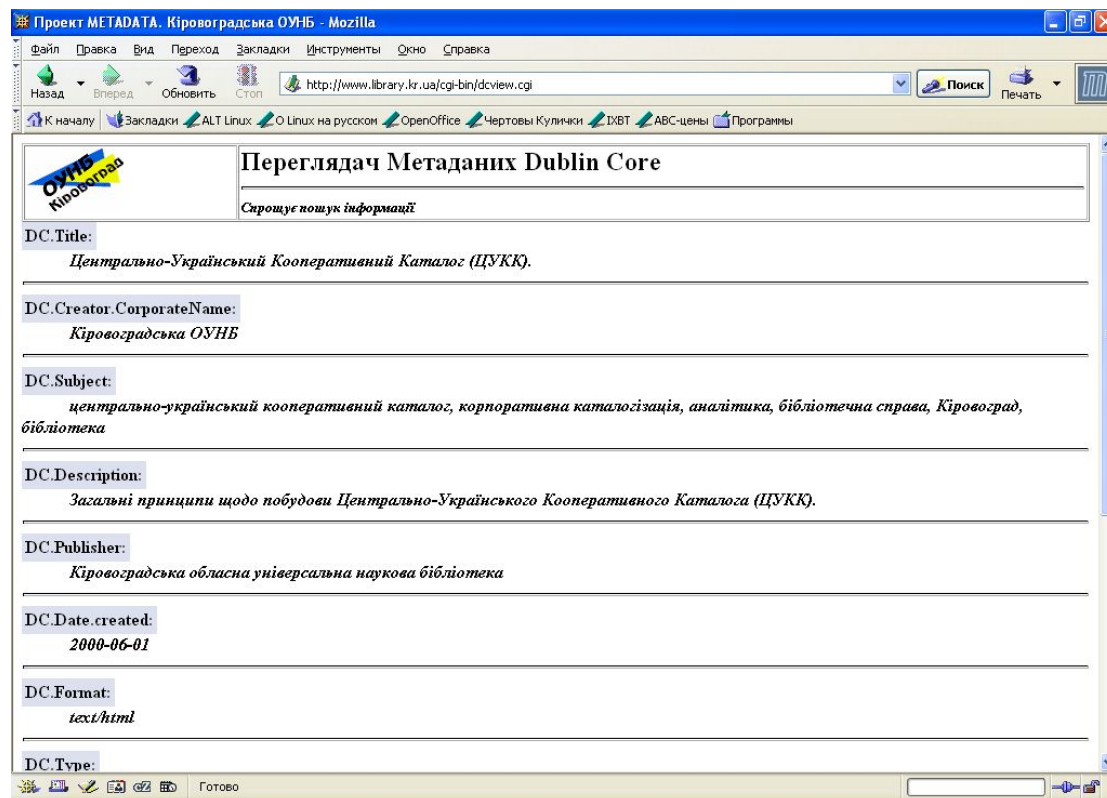 Проект METADATA. Кіровоградська ОУНБ - Mozilla
Файл Правка Вид Переход Закладки Инструменты Окно Справка
Назад Вперед Обновить Стоп http://www.library.kr.ua/cgi-bin/dcview.cgi Поиск Печать
К началу Закладки ALT Linux О Linux на русском OpenOffice Чертовы Кулички IXBT ABC-цены Программы
ОУНБ
Кіровоград
Переглядач Метаданих Dublin Core
Спрощує пошук інформації
DC.Title:
Центрально-Український Кооперативний Каталог (ЦУКК).
DC.Creator.CorporateName:
Кіровоградська ОУНБ
DC.Subject:
центрально-український кооперативний каталог, корпоративна каталогізація, аналітика, бібліотечна справа, Кіровоград,
бібліотека
DC.Description:
Загальні принципи щодо побудови Центрально-Українського Кооперативного Каталога (ЦУКК).
DC.Publisher:
Кіровоградська обласна універсальна наукова бібліотека
DC.Date.created:
2000-06-01
DC.Format:
text/html
DC.Type:
Готово